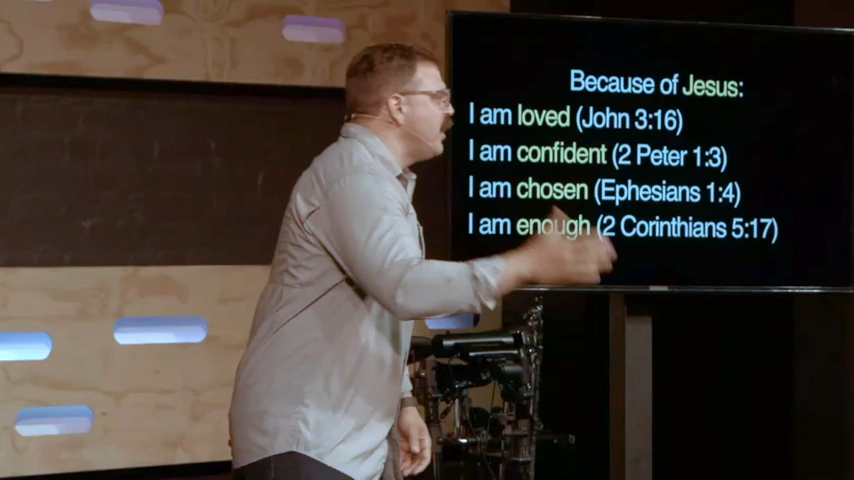 Because of Jesus:
I am loved (John 3:16)
I am confident (2 Peter 1:3)
I am chosen (Ephesians 1:4)
I am enough (2 Corinthians 5:17)